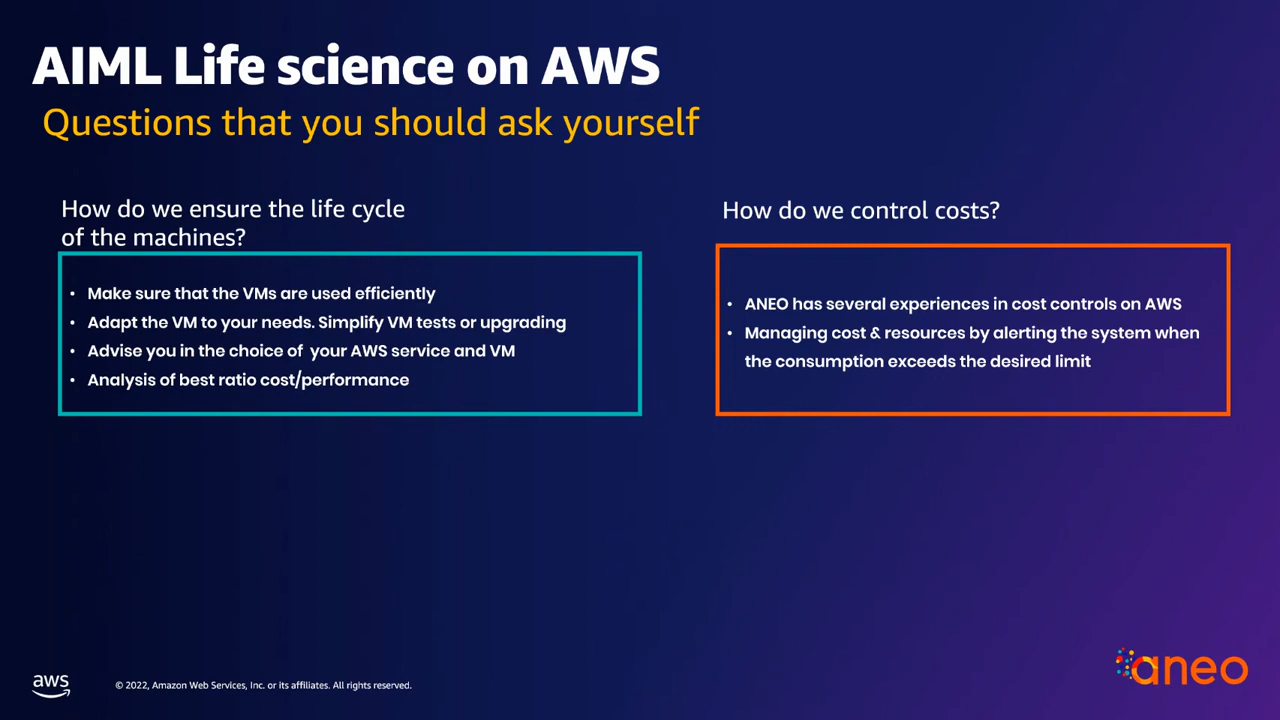 AIML Life science on AWS
Questions that you should ask yourself
How do we ensure the life cycle
of the machines?
• Make sure that the VMs are used efficiently
• Adapt the VM to your needs. Simplify VM tests or upgrading
• Advise you in the choice of your AWS service and VM
• Analysis of best ratio cost/performance
How do we control costs?
• ANEO has several experiences in cost controls on AWS
• Managing cost & resources by alerting the system when
the consumption exceeds the desired limit
aws
© 2022, Amazon Web Services, Inc. or its affiliates. All rights reserved.
aneo